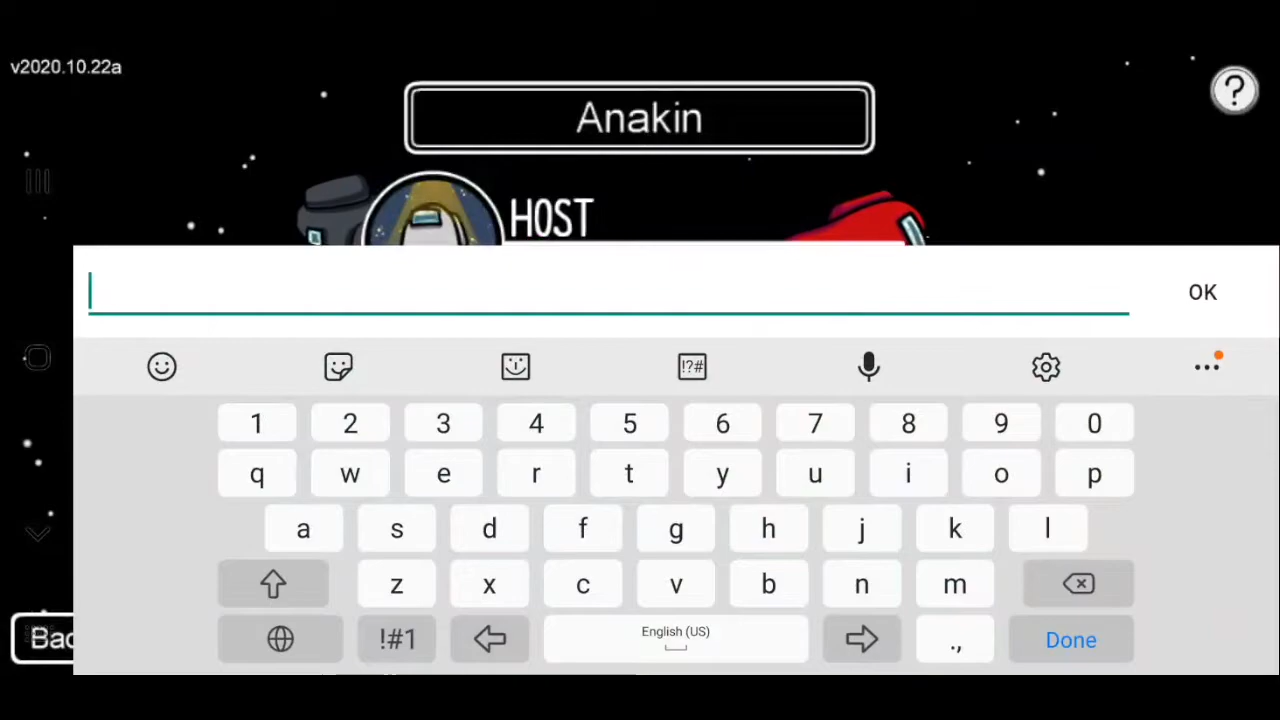 v2020.10.22a
?
Anakin
HOST
OK
!?#
1 2 3 4 5 6 7 8 9 0
q w e r t y u i o p
a s d f g h j k l
z x c v b n m
Bac
!#1
English (US)
.,
Done